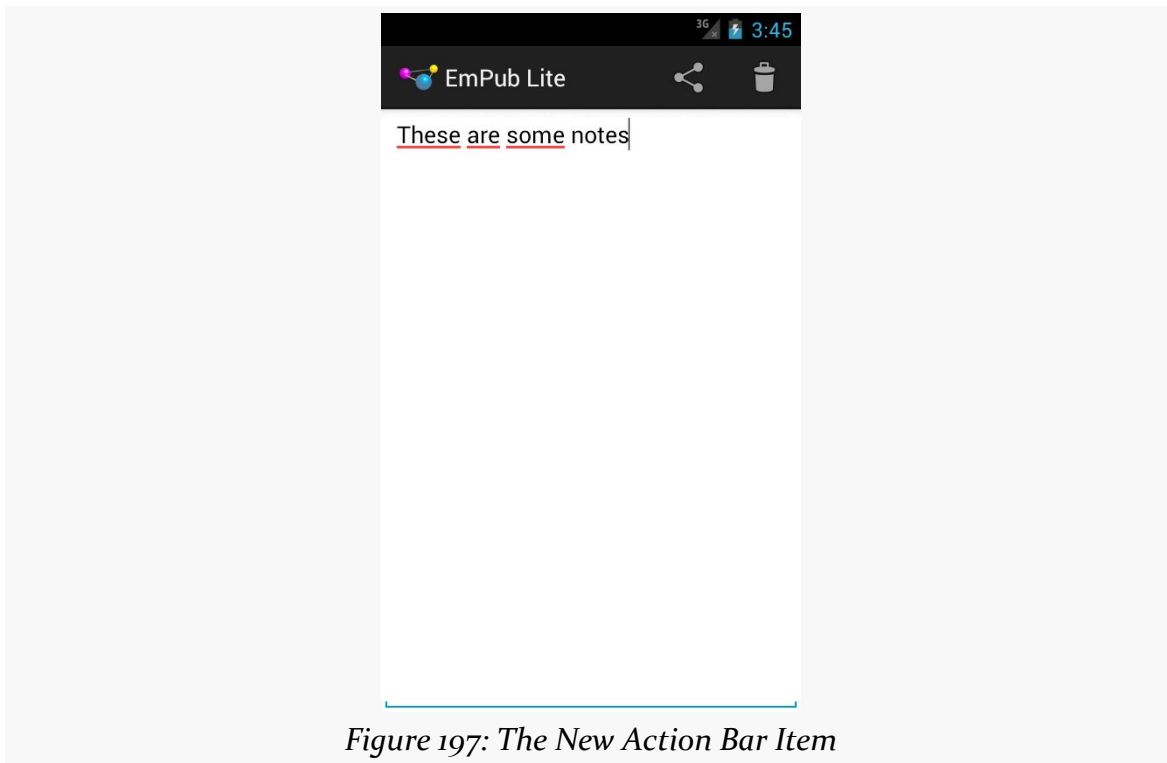 3G 3:45
EmPub Lite
These are some notes
Figure 197: The New Action Bar Item